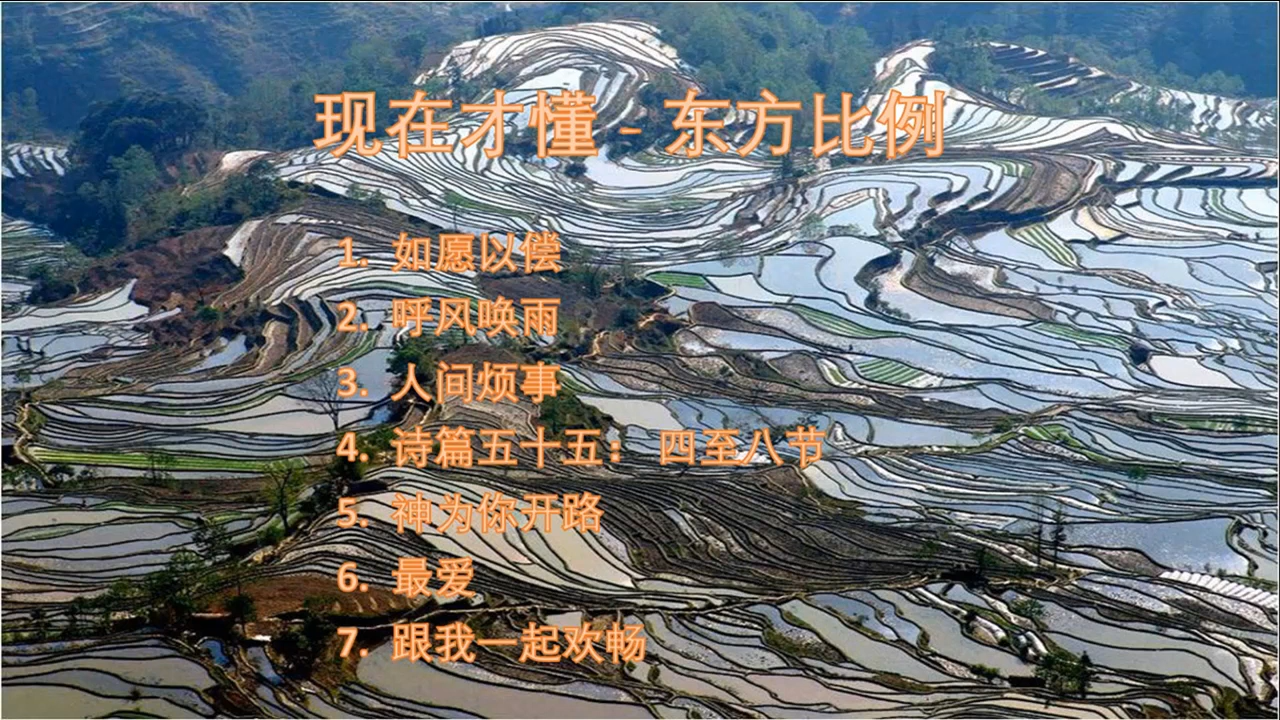 现在才懂 - 东方比例
1. 如愿以偿
2. 呼风唤雨
3. 人间烦事
4. 诗篇五十五： 四至八节
5. 神为你开路
6. 最爱
7. 跟我一起欢畅